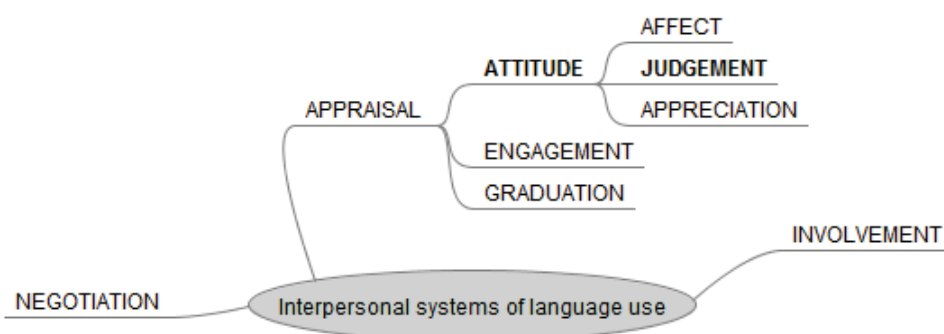 AFFECT
ATTITUDE
JUDGEMENT
APPRAISAL
APPRECIATION
ENGAGEMENT
GRADUATION
INVOLVEMENT
NEGOTIATION
Interpersonal systems of language use